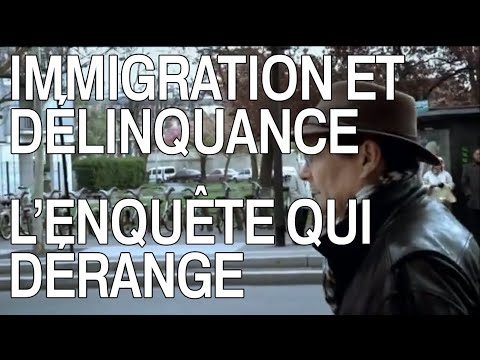 IMMIGRATION ET
DÉLINQUANCE
L'ENQUÊTE QUI
DÉRANGE